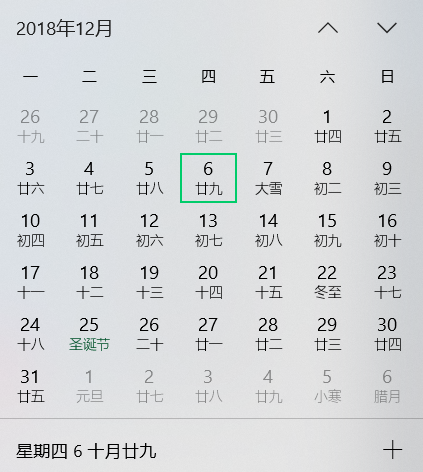 2018年12月
一 二 三 四 五 六 日
26 27 28 29 30 1 2
十九 二十 廿一 廿二 廿三 廿四 廿五
3 4 5 6 7 8 9
廿六 廿七 廿八 廿九 大雪 初二 初三
10 11 12 13 14 15 16
初四 初五 初六 初七 初八 初九 初十
17 18 19 20 21 22 23
十一 十二 十三 十四 十五 冬至 十七
24 25 26 27 28 29 30
十八 圣诞节 二十 廿一 廿二 廿三 廿四
31 1 2 3 4 5 6
廿五 元旦 廿七 廿八 廿九 小寒 腊月
星期四 6 十月廿九